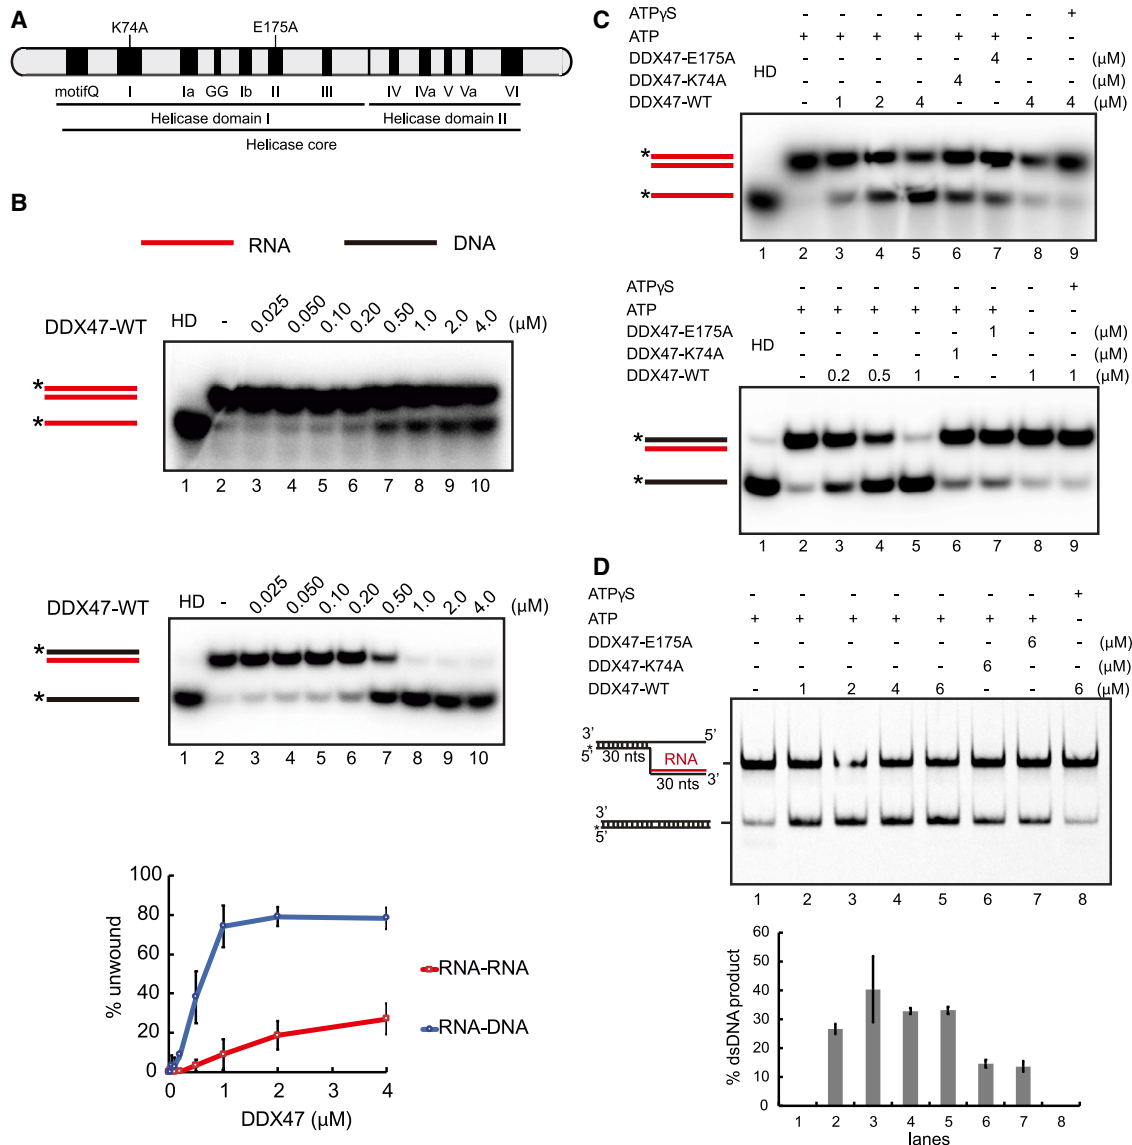 A
K74A E175A
motifQ I Ia GG Ib II III IV IVa V Va VI
Helicase domain I Helicase domain II
Helicase core
B
RNA DNA
DDX47-WT HD - 0.025 0.050 0.10 0.20 0.50 1.0 2.0 4.0 (μM)
*
*
1 2 3 4 5 6 7 8 9 10
DDX47-WT HD - 0.025 0.050 0.10 0.20 0.50 1.0 2.0 4.0 (μM)
*
*
1 2 3 4 5 6 7 8 9 10
% unwound
100
80
60
40
20
0
0 1 2 3 4
DDX47 (μM)
RNA-RNA
RNA-DNA
C
ATPγS - - - - - - - +
ATP + + + + + + - -
DDX47-E175A - - - - - 4 - - (μM)
DDX47-K74A - - - - 4 - - - (μM)
DDX47-WT - 1 2 4 - - 4 4 (μM)
HD
*
*
1 2 3 4 5 6 7 8 9
ATPγS - - - - - - - +
ATP + + + + + + - -
DDX47-E175A - - - - - 1 - - (μM)
DDX47-K74A - - - - 1 - - - (μM)
DDX47-WT - 0.2 0.5 1 - - 1 1 (μM)
HD
*
*
1 2 3 4 5 6 7 8 9
D
ATPγS - - - - - - - +
ATP + + + + + + + -
DDX47-E175A - - - - - - 6 - (μM)
DDX47-K74A - - - - - 6 - - (μM)
DDX47-WT - 1 2 4 6 - - 6 (μM)
3' 5'
*
5' 30 nts RNA
30 nts 3'
3'
*
5'
1 2 3 4 5 6 7 8
% dsDNA product
60
50
40
30
20
10
0
1 2 3 4 5 6 7 8
lanes